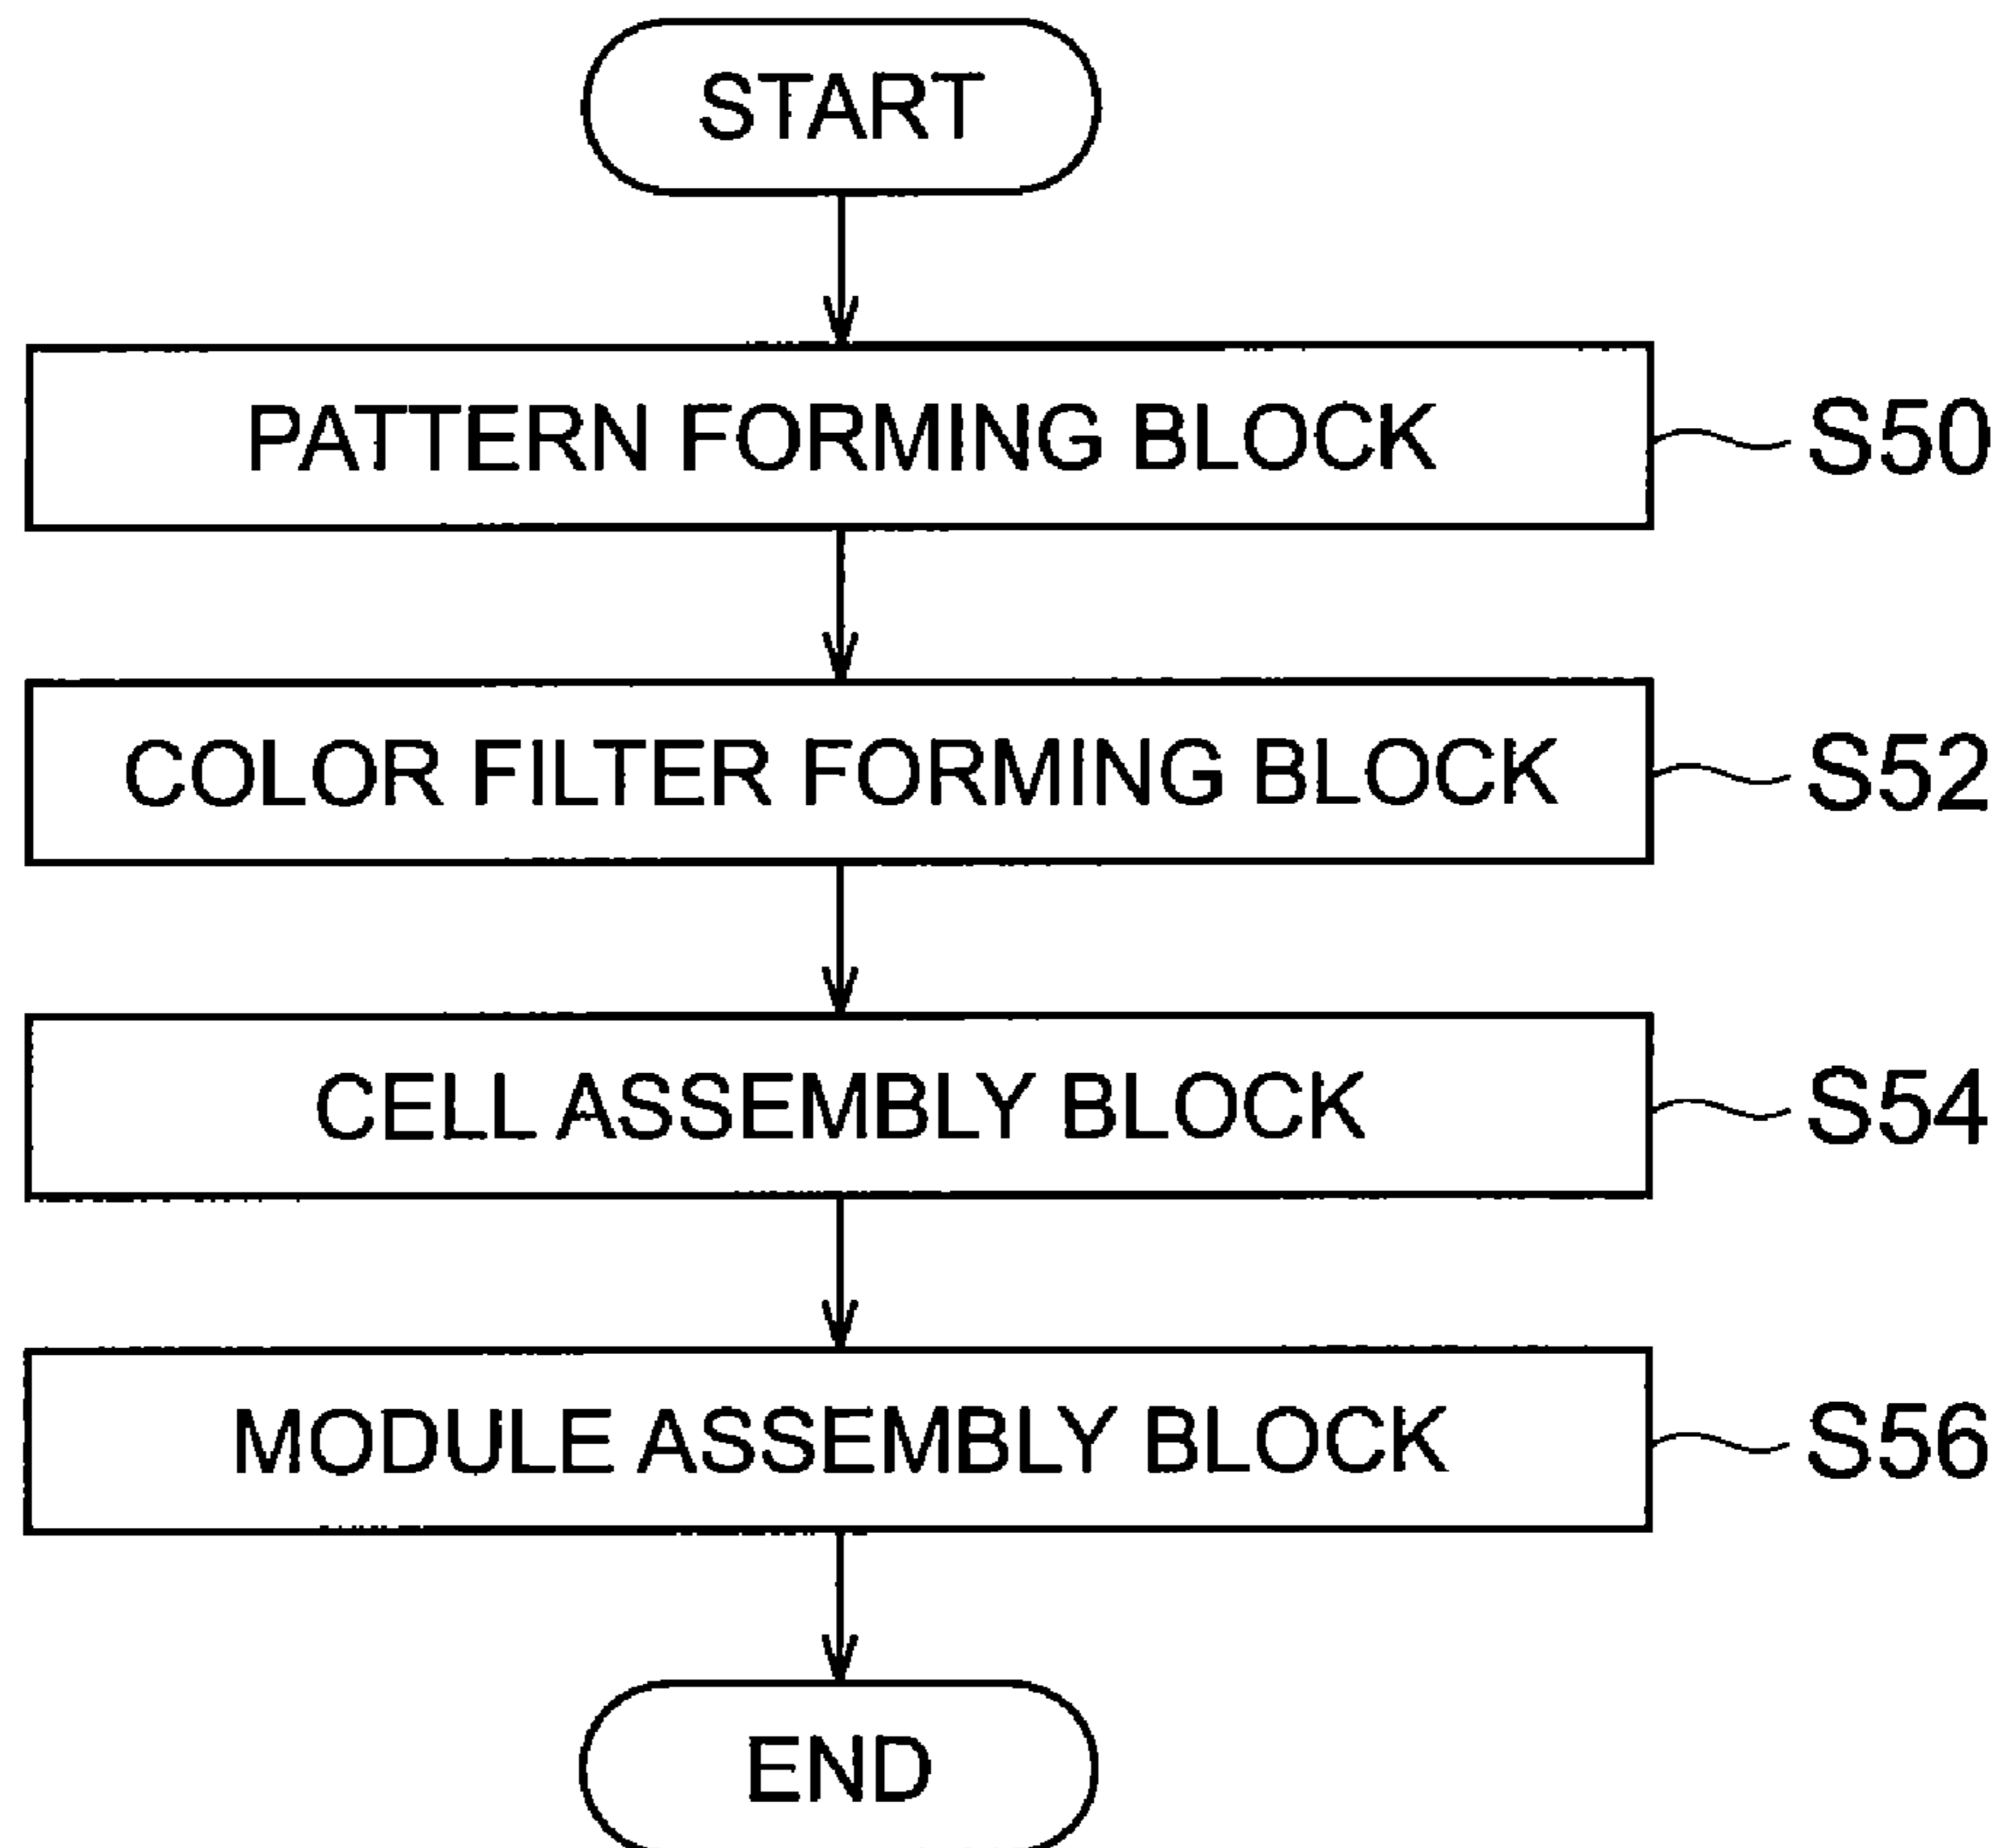 START
PATTERN FORMING BLOCK S50
COLOR FILTER FORMING BLOCK S52
CELL ASSEMBLY BLOCK S54
MODULE ASSEMBLY BLOCK S56
END